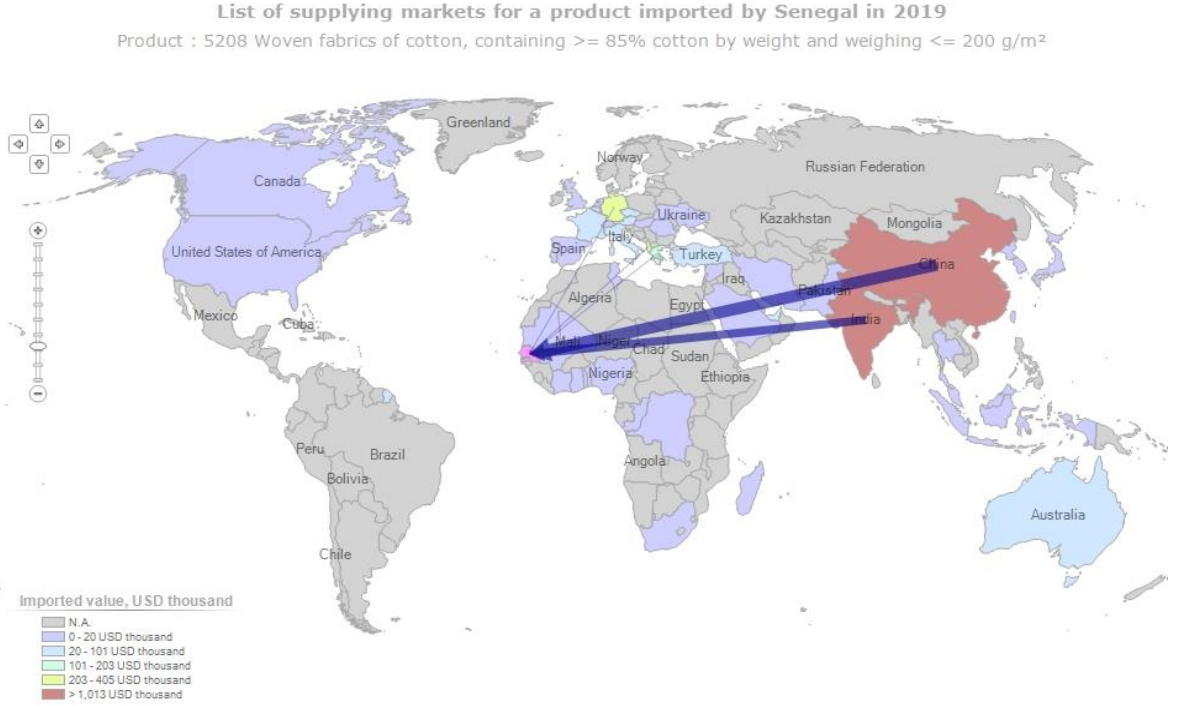 List of supplying markets for a product imported by Senegal in 2019
Product : 5208 Woven fabrics of cotton, containing >= 85% cotton by weight and weighing <= 200 g/m²
Greenland
Norway
Russian Federation
Canada
Ukraine
Kazakhstan
Mongolia
United States of America
Spain
Italy
Turkey
China
Iraq
Pakistan
Algeria
Egypt
Mexico
Cuba
India
Mali
Niger
Chad
Sudan
Nigeria
Ethiopia
Peru
Brazil
Angola
Bolivia
Australia
Chile
Imported value, USD thousand
N.A.
0 - 20 USD thousand
20 - 101 USD thousand
101 - 203 USD thousand
203 - 405 USD thousand
> 1,013 USD thousand